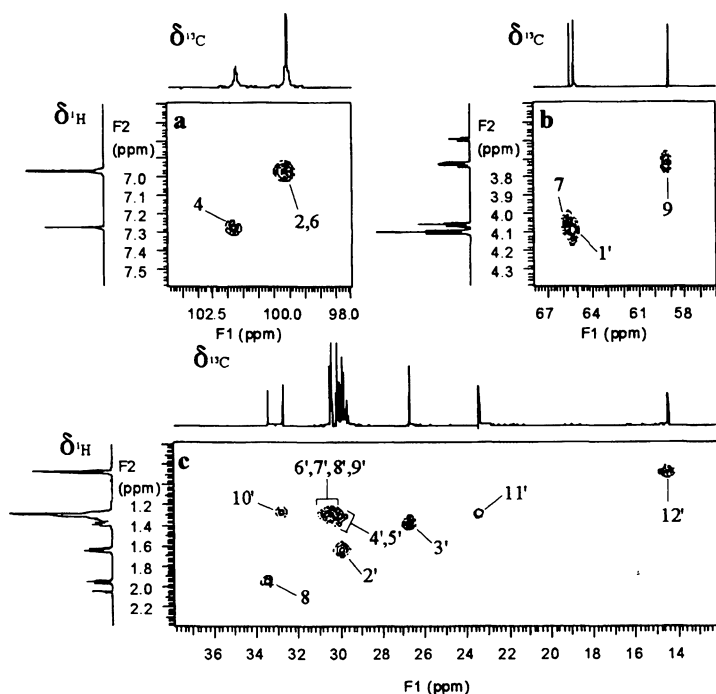 δ¹³C
δ¹H
F2
(ppm)
a
7.0
7.1
7.2
7.3
7.4
7.5
4
2,6
102.5 100.0 98.0
F1 (ppm)
δ¹³C
F2
(ppm)
b
3.8
3.9
4.0
4.1
4.2
4.3
7
1'
9
67 64 61 58
F1 (ppm)
δ¹³C
δ¹H
F2
(ppm)
c
1.2
1.4
1.6
1.8
2.0
2.2
6',7',8',9'
10'
4',5'
2'
8
3'
11'
12'
36 34 32 30 28 26 24 22 20 18 16 14
F1 (ppm)